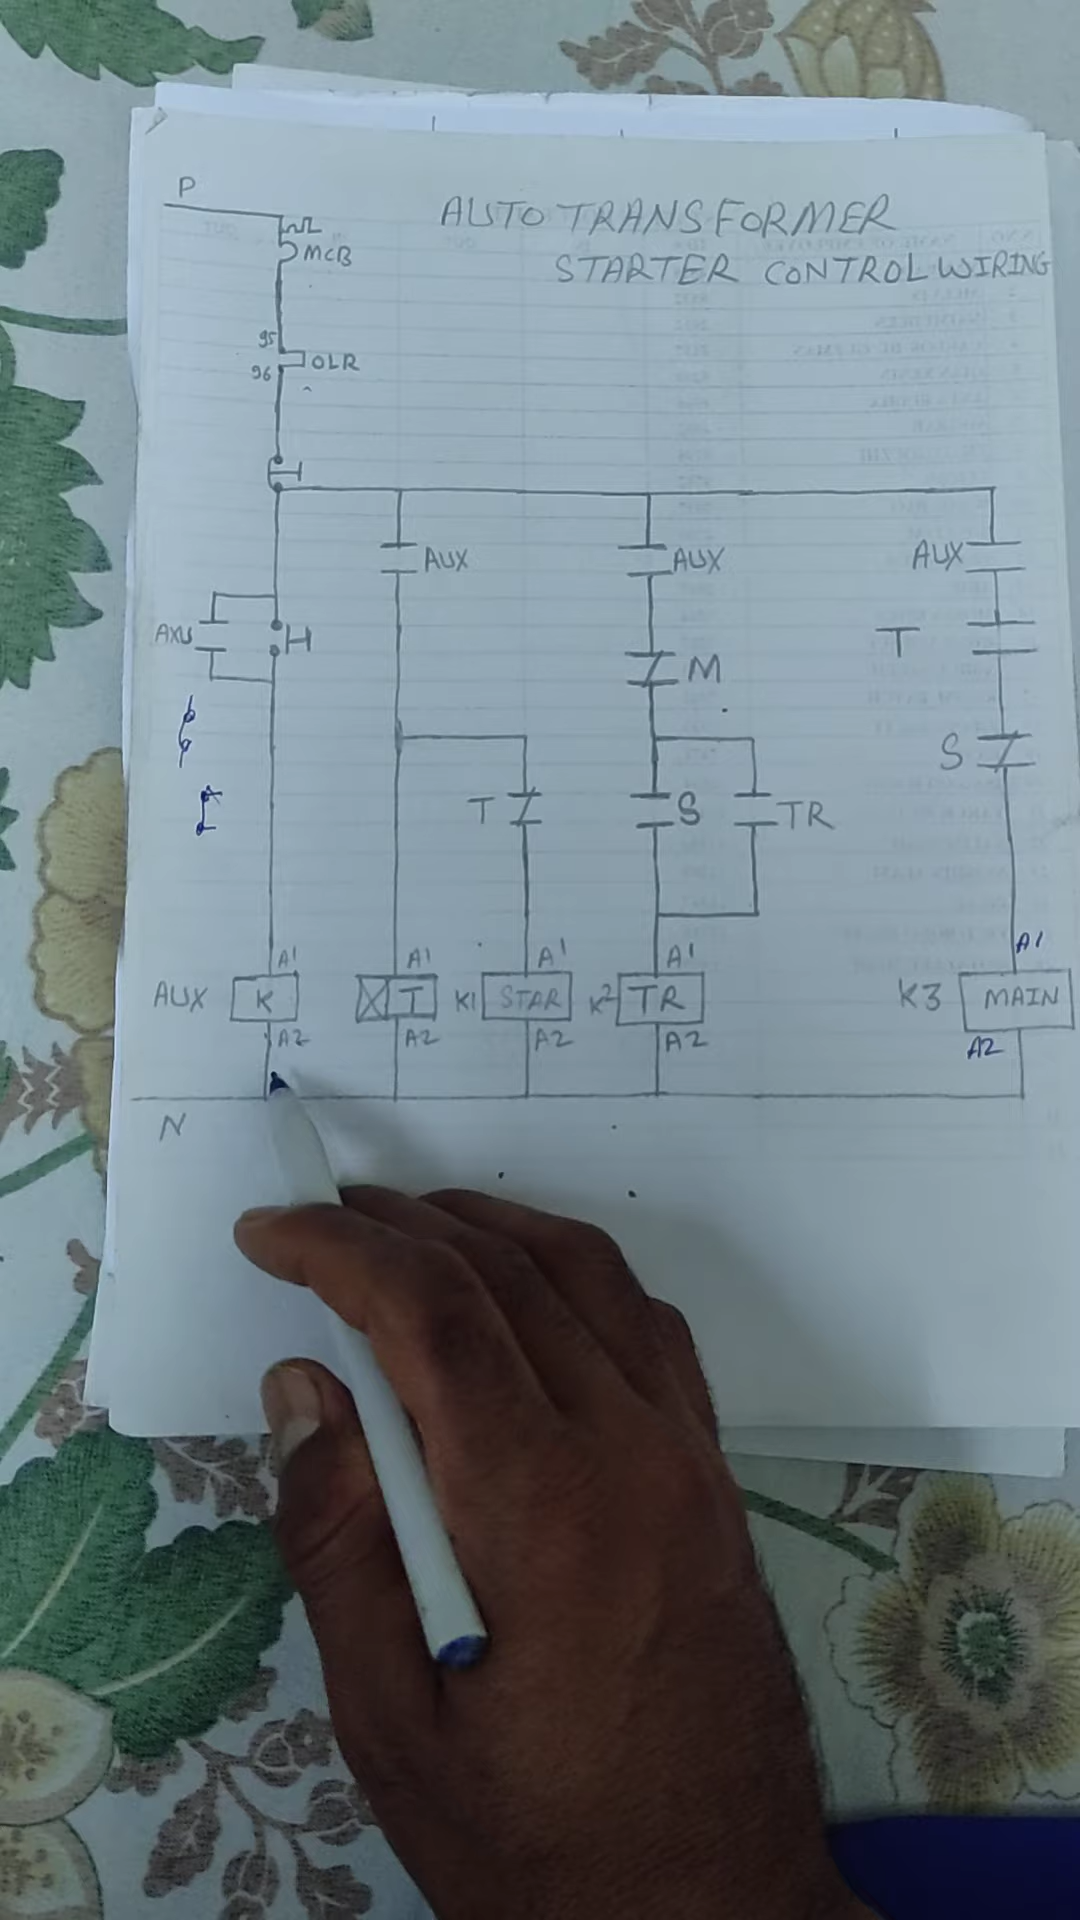 P
AUTO TRANSFORMER
STARTER CONTROL WIRING
MCB
95
OLR
96
AUX
AUX
AUX
AXU
T
M
S
T
S
TR
A1
A1
A1
A1
A1
AUX K
T
K1 STAR
K2 TR
K3 MAIN
A2
A2
A2
A2
A2
N